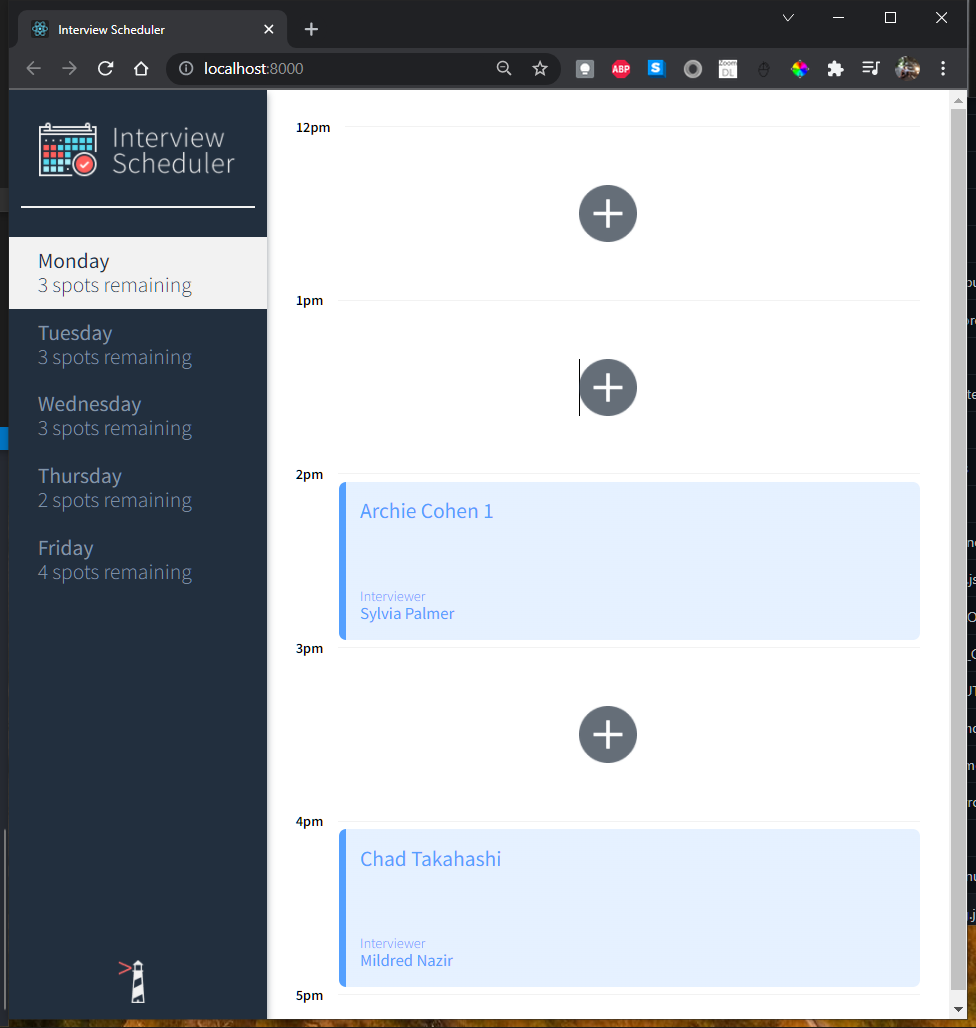 Interview Scheduler
localhost:8000
ABP
S
Zoom
DL
Interview
Scheduler
Monday
3 spots remaining
Tuesday
3 spots remaining
Wednesday
3 spots remaining
Thursday
2 spots remaining
Friday
4 spots remaining
12pm
1pm
2pm
Archie Cohen 1
Interviewer
Sylvia Palmer
3pm
4pm
Chad Takahashi
Interviewer
Mildred Nazir
5pm